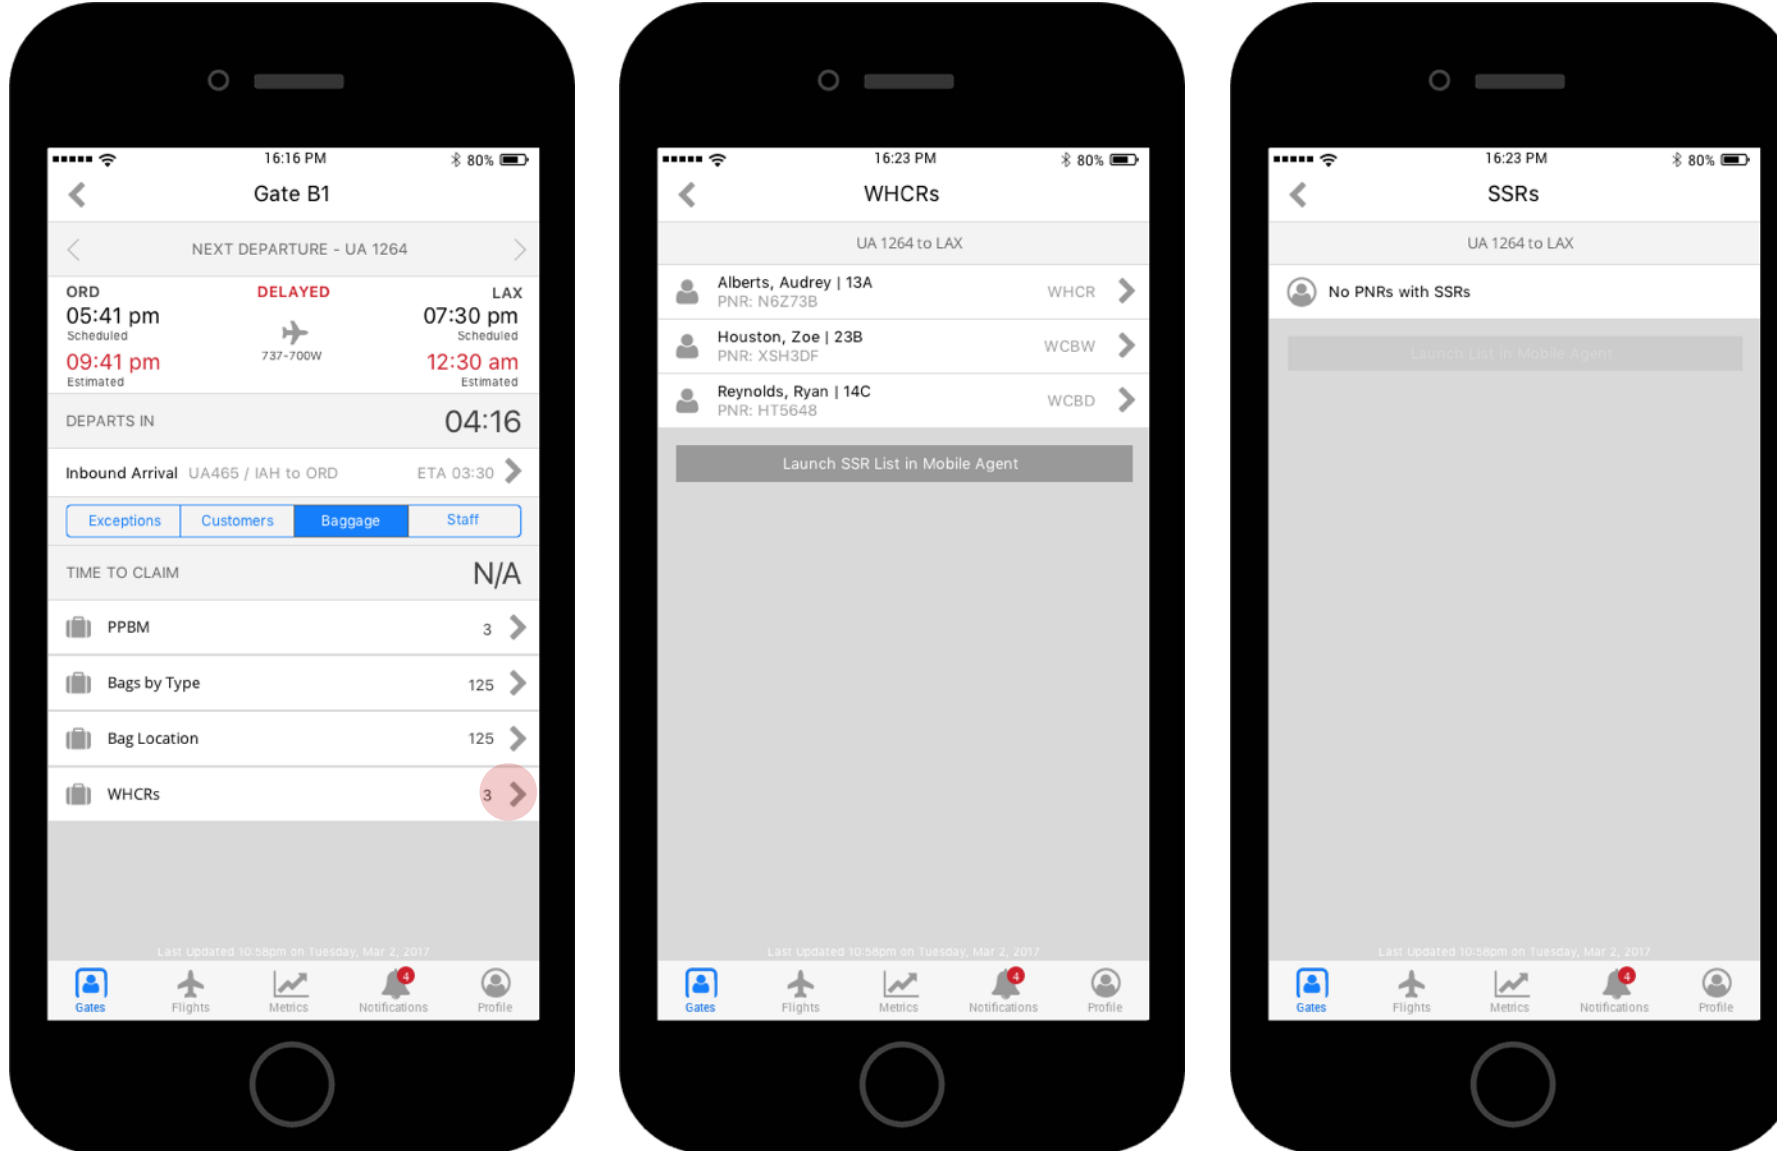 16:16 PM
80%
Gate B1
NEXT DEPARTURE - UA 1264
ORD DELAYED LAX
05:41 pm 07:30 pm
Scheduled Scheduled
737-700W
09:41 pm 12:30 am
Estimated Estimated
DEPARTS IN 04:16
Inbound Arrival UA465 / IAH to ORD ETA 03:30
Exceptions Customers Baggage Staff
TIME TO CLAIM N/A
PPBM 3
Bags by Type 125
Bag Location 125
WHCRs 3
Last Updated 10:58pm on Tuesday, Mar 2, 2017
4
Gates Flights Metrics Notifications Profile
16:23 PM
80%
WHCRs
UA 1264 to LAX
Alberts, Audrey | 13A WHCR
PNR: N6Z73B
Houston, Zoe | 23B WCBW
PNR: XSH3DF
Reynolds, Ryan | 14C WCBD
PNR: HT5648
Launch SSR List in Mobile Agent
Last Updated 10:58pm on Tuesday, Mar 2, 2017
4
Gates Flights Metrics Notifications Profile
16:23 PM
80%
SSRs
UA 1264 to LAX
No PNRs with SSRs
Launch List in Mobile Agent
Last Updated 10:58pm on Tuesday, Mar 2, 2017
4
Gates Flights Metrics Notifications Profile